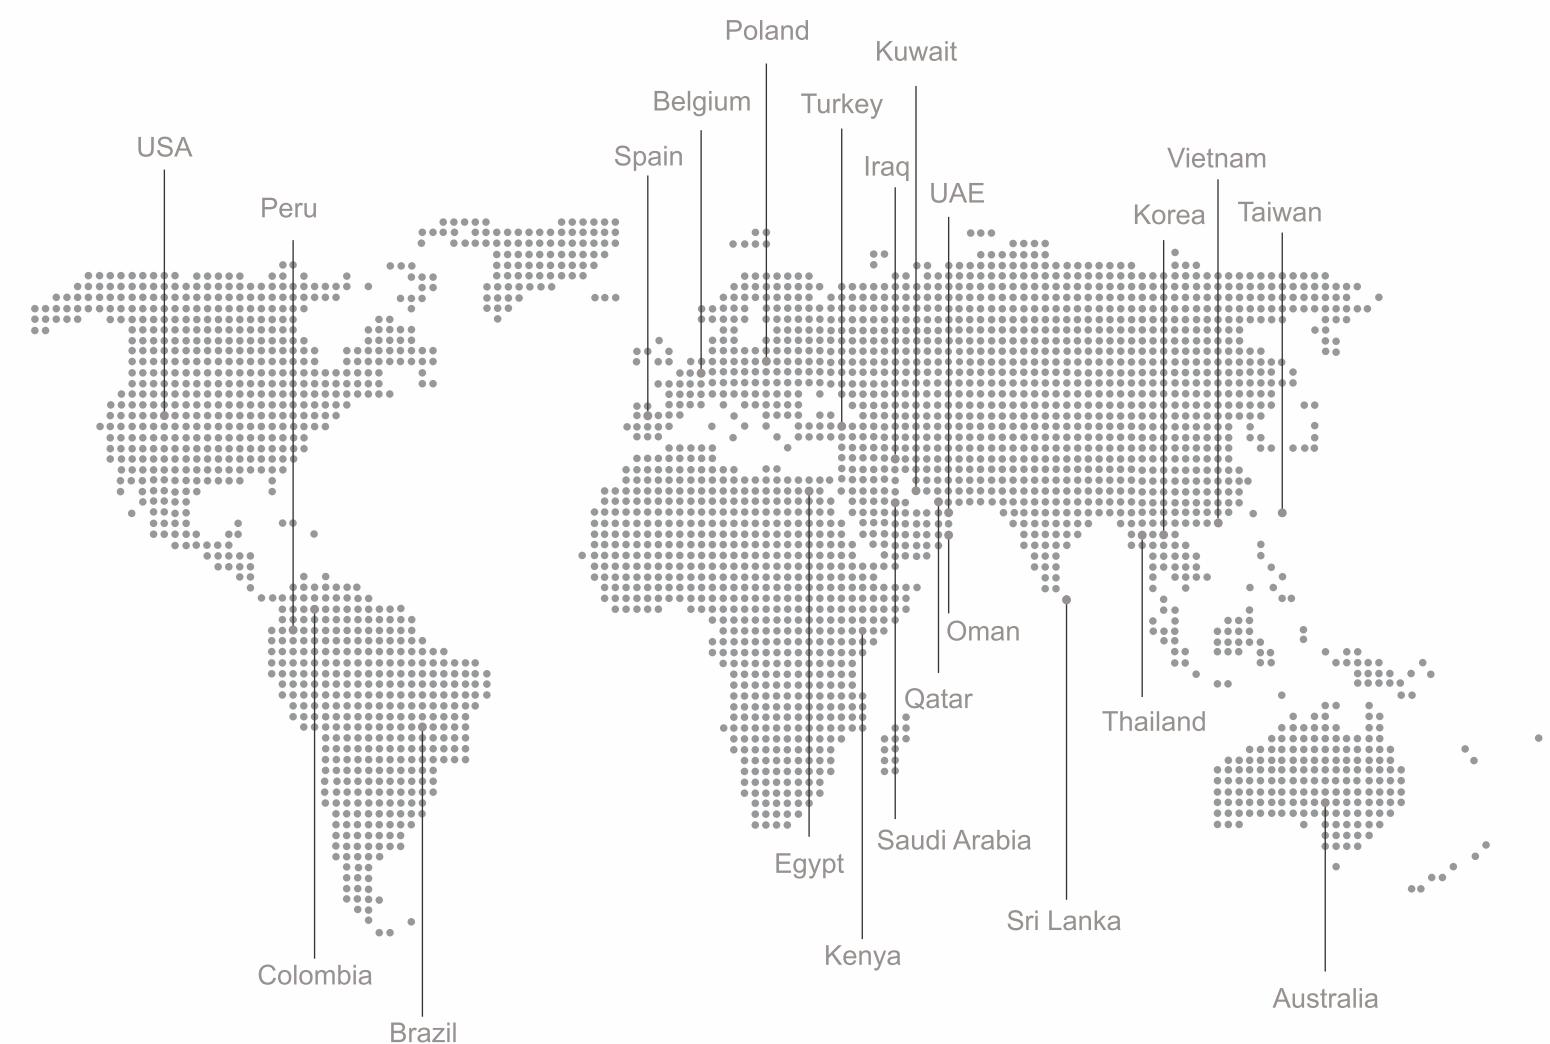 Poland
Kuwait
Belgium
Turkey
USA
Spain
Iraq
Vietnam
UAE
Peru
Korea
Taiwan
Oman
Qatar
Thailand
Saudi Arabia
Egypt
Sri Lanka
Kenya
Colombia
Australia
Brazil